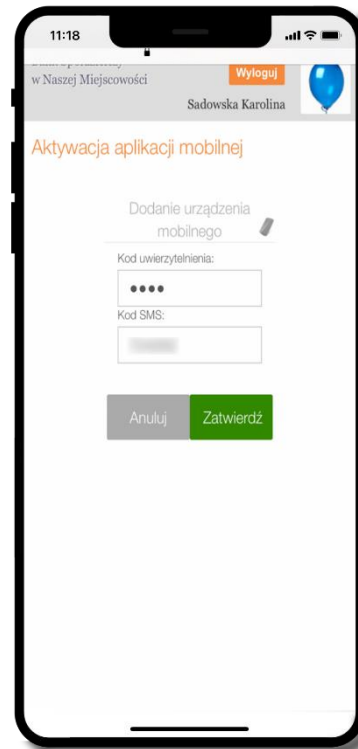 11:18
w Naszej Miejscowości
Wyloguj
Sadowska Karolina
Aktywacja aplikacji mobilnej
Dodanie urządzenia
mobilnego
Kod uwierzytelnienia:
••••
Kod SMS:
Anuluj
Zatwierdź